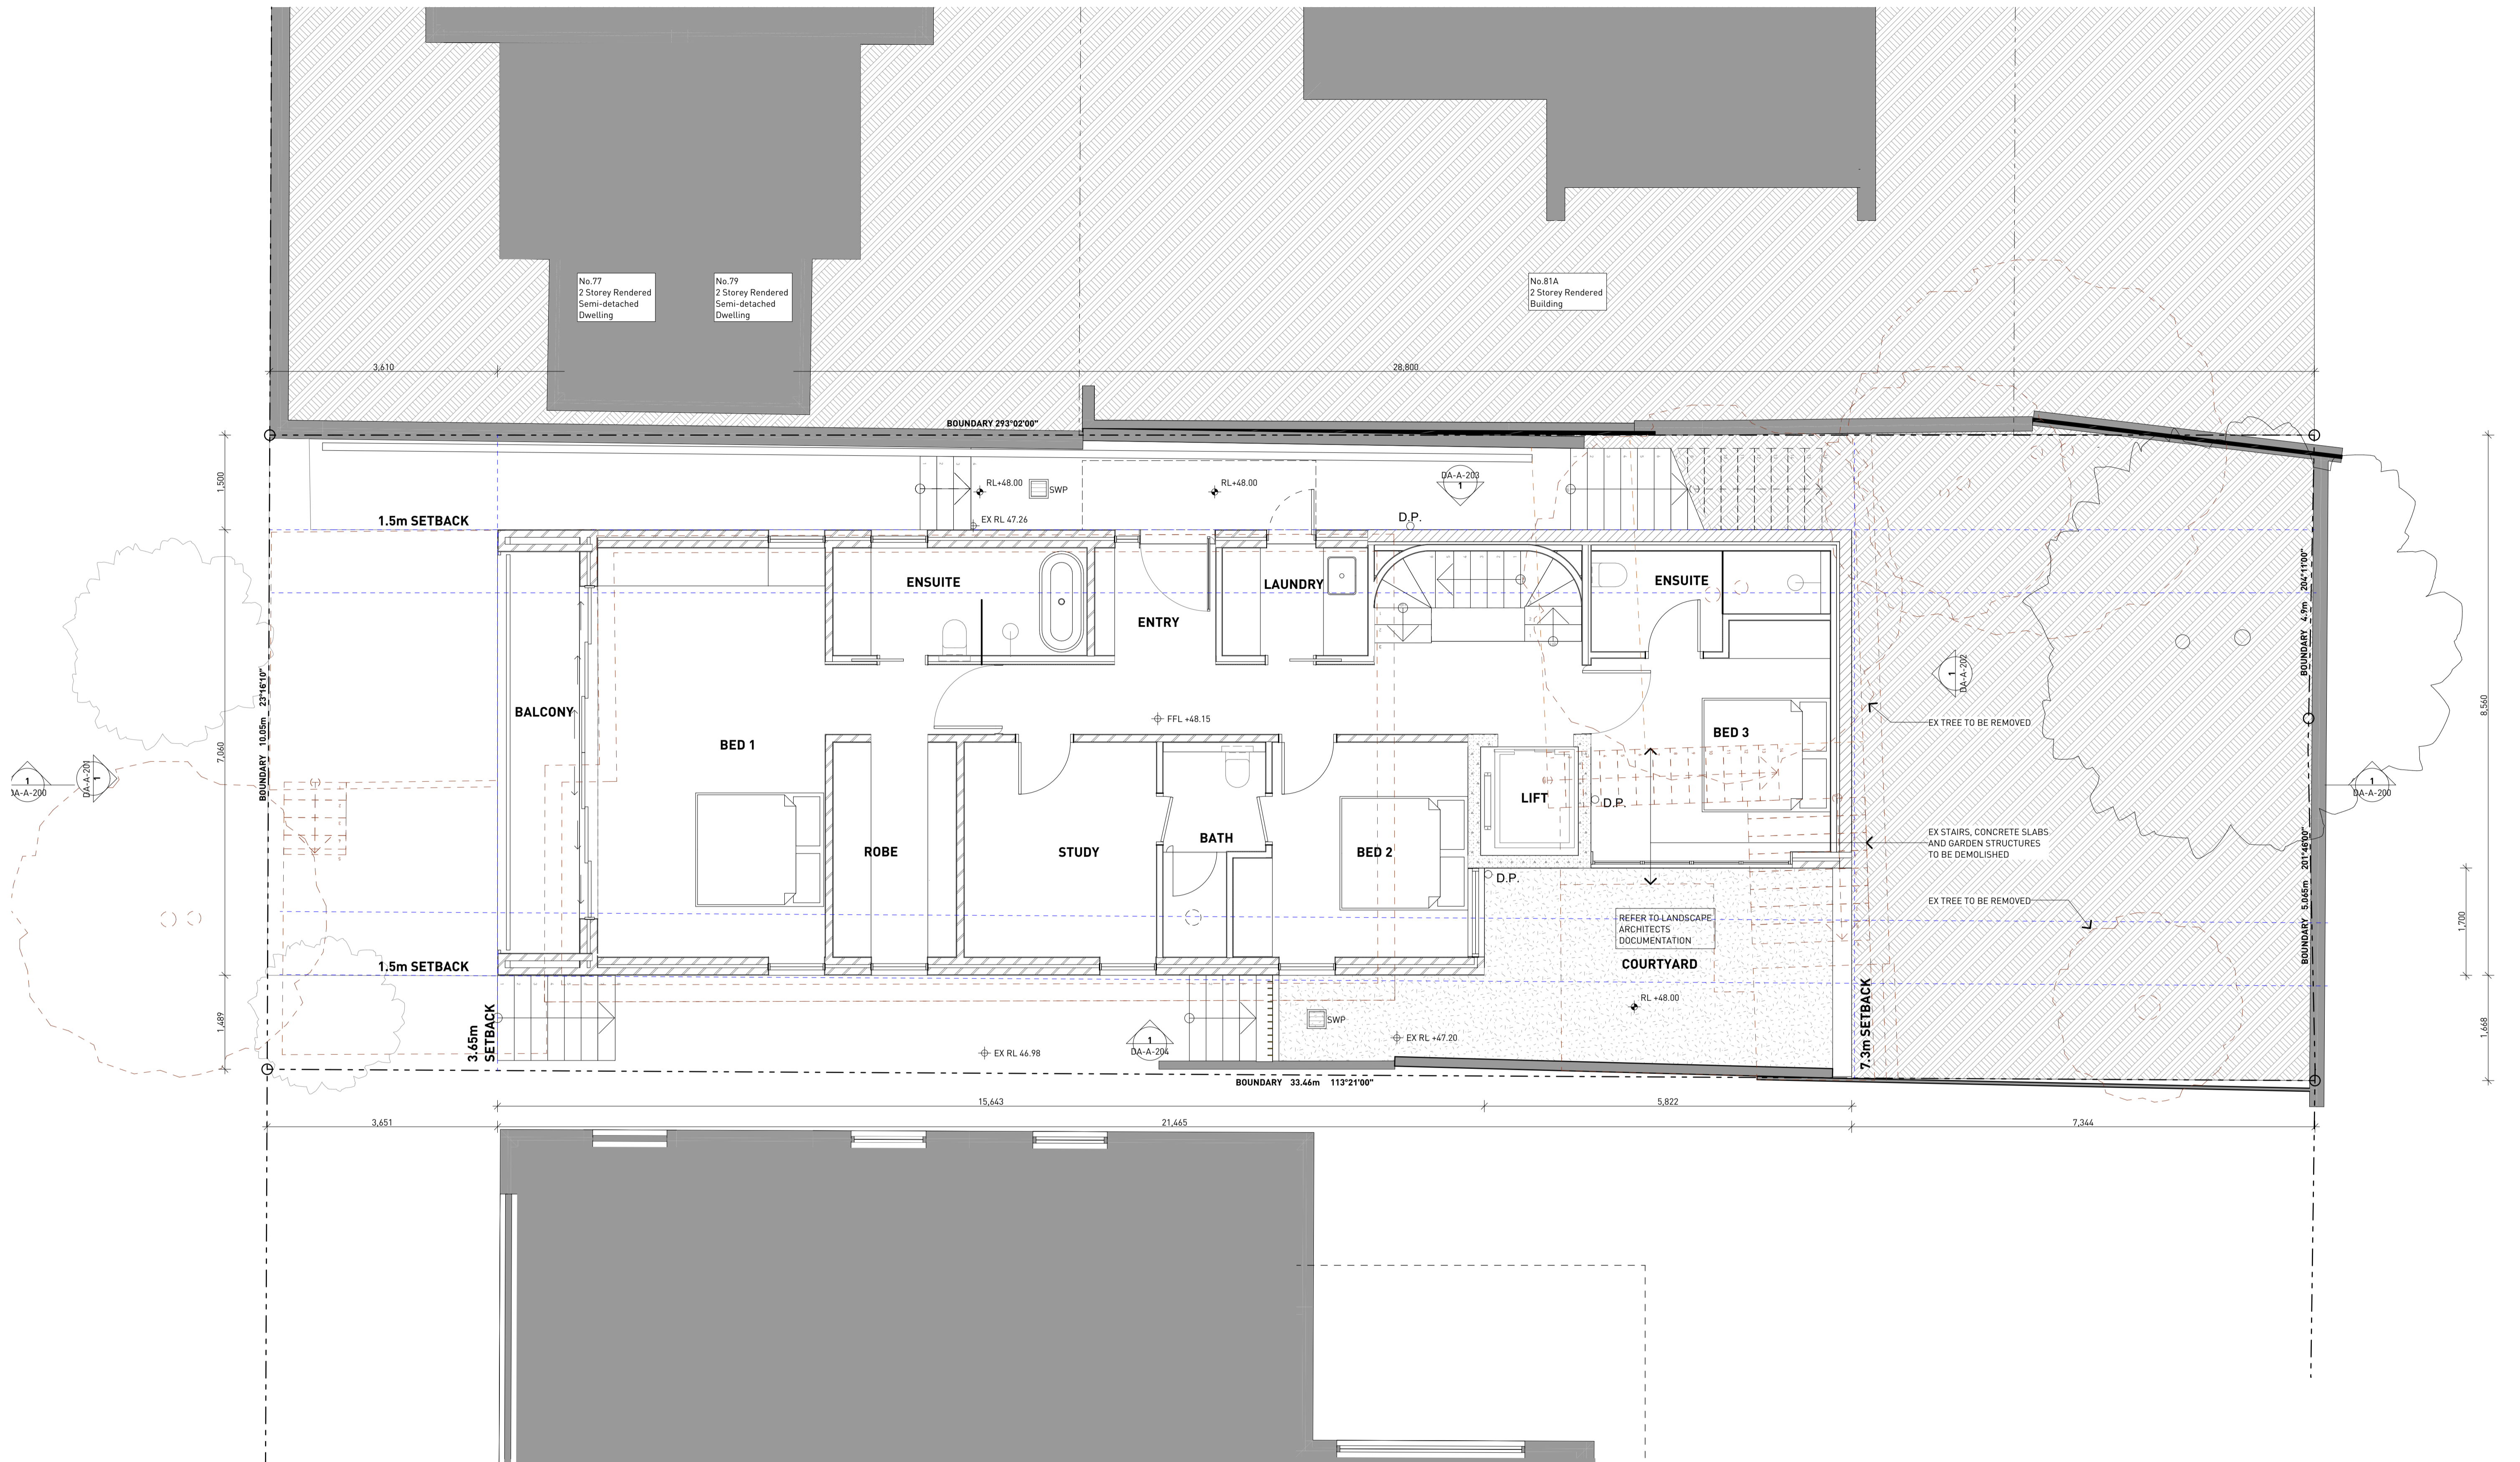 No.77
2 Storey Rendered
Semi-detached
Dwelling
No.79
2 Storey Rendered
Semi-detached
Dwelling
No.81A
2 Storey Rendered
Building
3,610
28,800
BOUNDARY 293°02'00"
1,500
1.5m SETBACK
RL+48.00
SWP
EX RL 47.26
RL+48.00
DA-A-203
1
D.P.
ENSUITE
LAUNDRY
ENSUITE
ENTRY
BALCONY
BED 1
FFL +48.15
BED 3
1
DA-A-202
EX TREE TO BE REMOVED
BOUNDARY 4.9m 204°11'00"
8,560
BOUNDARY 10.05m 23°16'10"
7,060
1
DA-A-200
DA-A-201
1
LIFT
D.P.
1
DA-A-200
ROBE
STUDY
BATH
BED 2
EX STAIRS, CONCRETE SLABS
AND GARDEN STRUCTURES
TO BE DEMOLISHED
D.P.
EX TREE TO BE REMOVED
REFER TO LANDSCAPE
ARCHITECTS
DOCUMENTATION
COURTYARD
BOUNDARY 5.065m 201°46'00"
1,700
1.5m SETBACK
RL +48.00
SWP
EX RL +47.20
1,489
3.65m
SETBACK
EX RL 46.98
1
DA-A-204
7.3m SETBACK
1,668
BOUNDARY 33.46m 113°21'00"
15,643
5,822
3,651
21,465
7,344